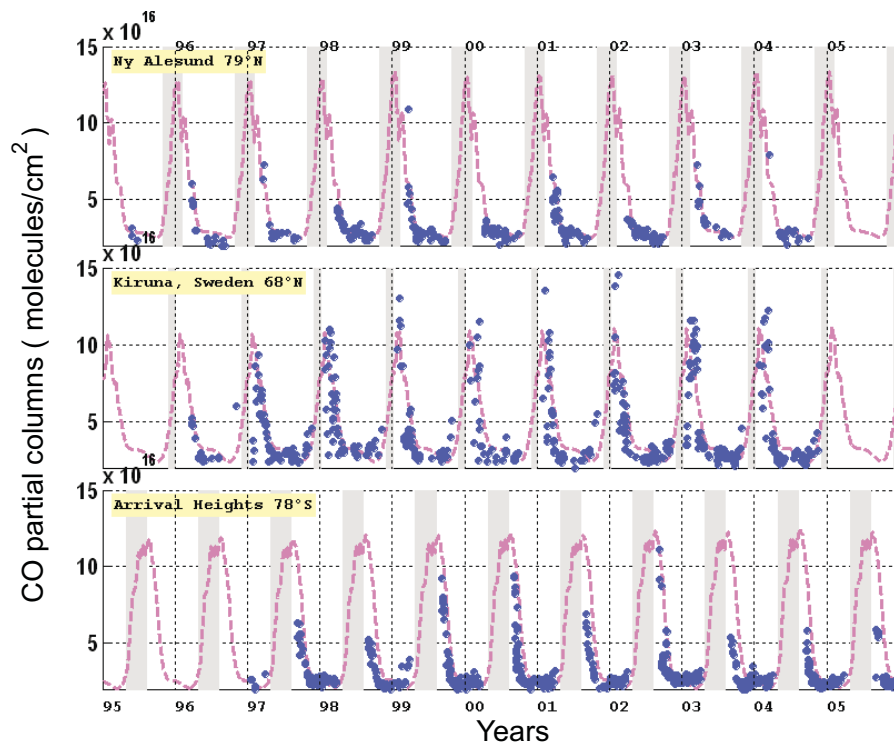 x 10 16
15 96 97 98 99 00 01 02 03 04 05
Ny Alesund 79°N
10
5
x 10 16
15
Kiruna, Sweden 68°N
10
5
x 10 16
15
Arrival Heights 78°S
10
5
95 96 97 98 99 00 01 02 03 04 05
Years
CO partial columns ( molecules/cm2 )